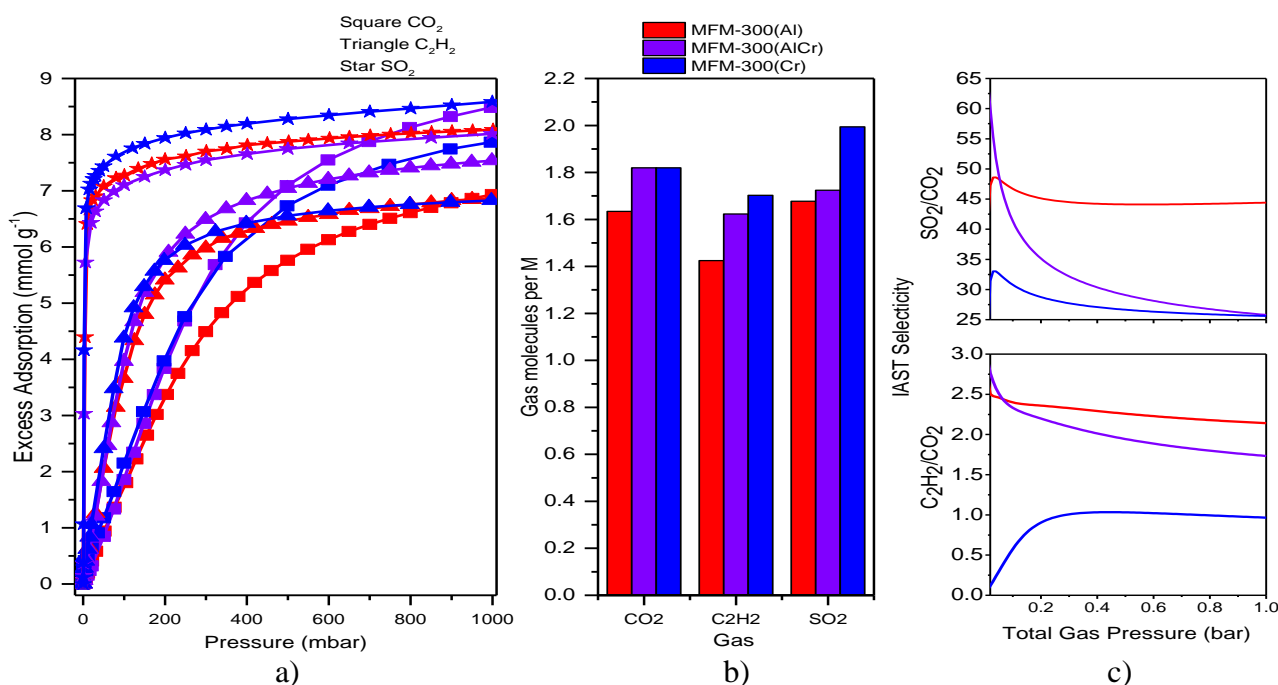 Square CO₂
Triangle C₂H₂
Star SO₂
MFM-300(Al)
MFM-300(AlCr)
MFM-300(Cr)
Excess Adsorption (mmol g⁻¹)
9
8
7
6
5
4
3
2
1
0
0 200 400 600 800 1000
Pressure (mbar)
a)
Gas molecules per M
2.2
2.0
1.8
1.6
1.4
1.2
1.0
0.8
0.6
0.4
0.2
0.0
CO2 C2H2 SO2
Gas
b)
IAST Selectivity
SO₂/CO₂
65
60
55
50
45
40
35
30
25
C₂H₂/CO₂
3.0
2.5
2.0
1.5
1.0
0.5
0.0
0.2 0.4 0.6 0.8 1.0
Total Gas Pressure (bar)
c)